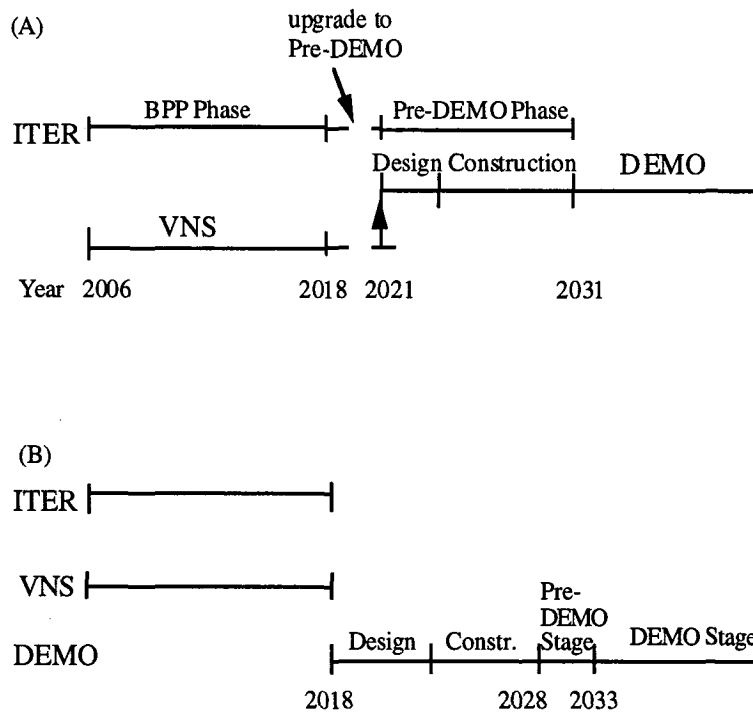 (A)
upgrade to
Pre-DEMO
BPP Phase
Pre-DEMO Phase
ITER
Design Construction DEMO
VNS
Year 2006 2018 2021 2031
(B)
ITER
VNS
Pre-
DEMO
Design Constr. Stage DEMO Stage
DEMO
2018 2028 2033